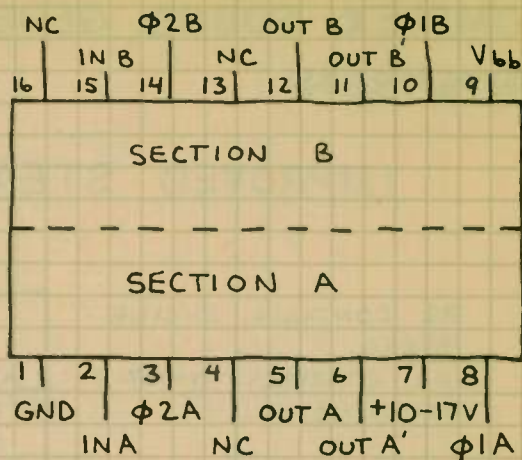 NC Φ2B OUT B Φ1B
IN B NC OUT B' Vbb
16 15 14 13 12 11 10 9
SECTION B
SECTION A
1 2 3 4 5 6 7 8
GND Φ2A OUT A +10-17V
IN A NC OUT A' Φ1A